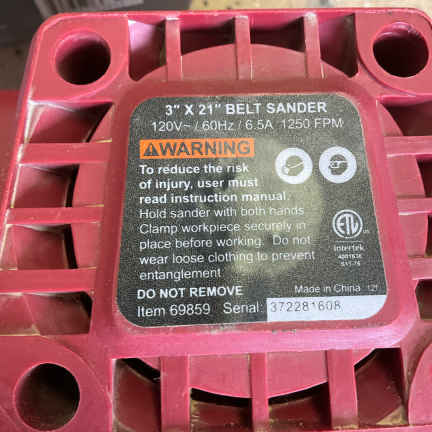 3" X 21" BELT SANDER
120V~ / 60Hz / 6.5A 1250 FPM
WARNING
To reduce the risk
of injury, user must
read instruction manual.
Hold sander with both hands.
Clamp workpiece securely in
place before working. Do not
wear loose clothing to prevent
entanglement.
ETL
Intertek
DO NOT REMOVE
Made in China
Item 69859 Serial: 372281608